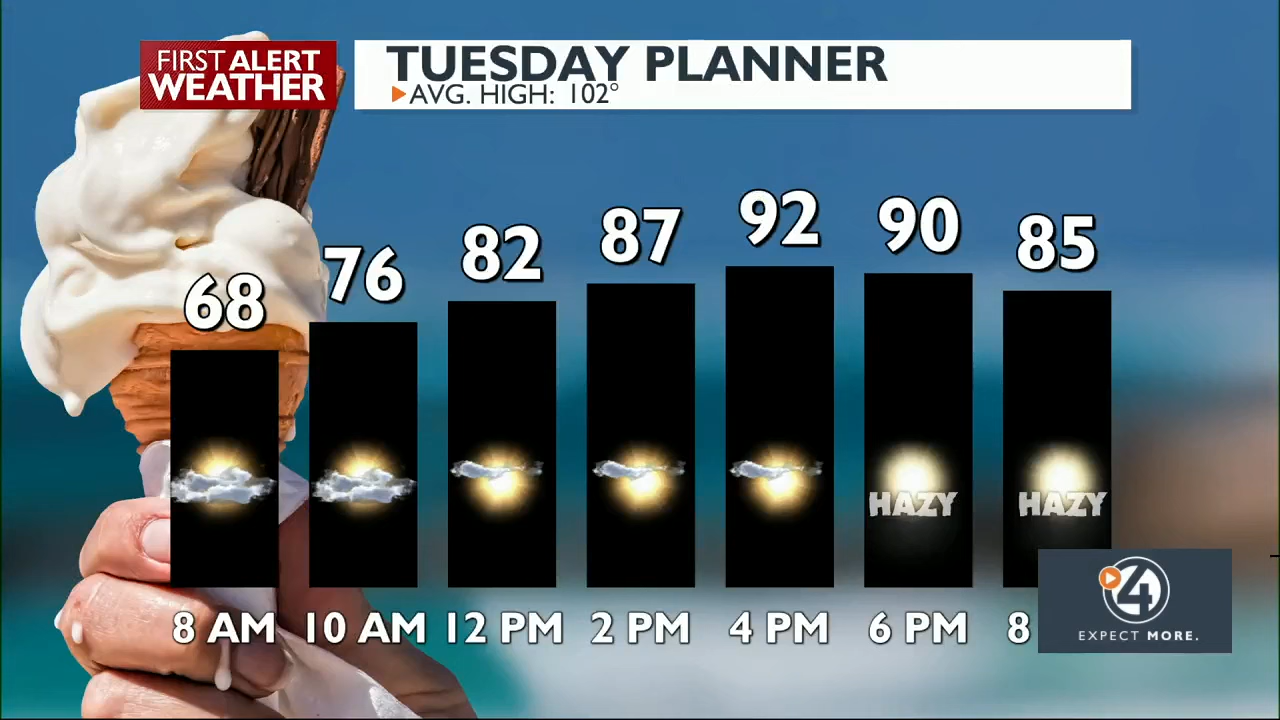 FIRST ALERT
WEATHER
TUESDAY PLANNER
AVG. HIGH: 102°
68
76
82
87
92
90
85
HAZY
HAZY
8 AM
10 AM
12 PM
2 PM
4 PM
6 PM
8
4
EXPECT MORE.